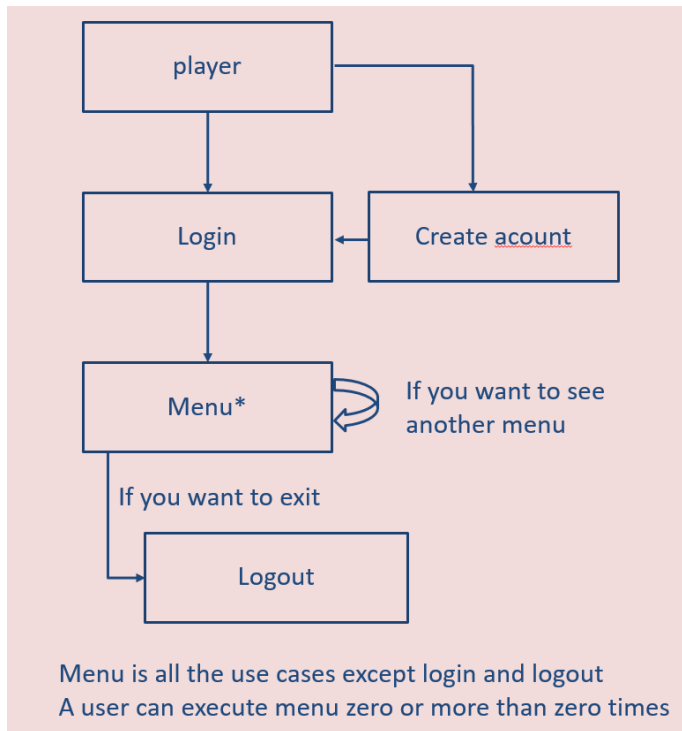 player
Login
Create acount
Menu*
If you want to see
another menu
If you want to exit
Logout
Menu is all the use cases except login and logout
A user can execute menu zero or more than zero times